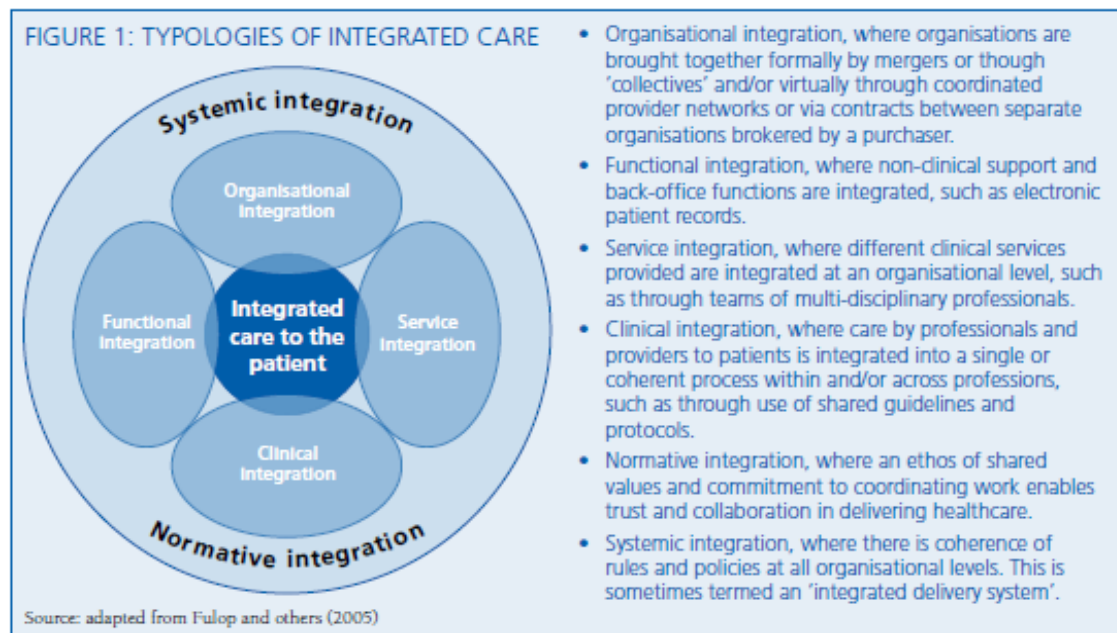 FIGURE 1: TYPOLOGIES OF INTEGRATED CARE
Systemic integration
Organisational
integration
Functional
integration
Integrated
care to the
patient
Service
integration
Clinical
integration
Normative integration
Source: adapted from Fulop and others (2005)
• Organisational integration, where organisations are
brought together formally by mergers or though
‘collectives’ and/or virtually through coordinated
provider networks or via contracts between separate
organisations brokered by a purchaser.
• Functional integration, where non-clinical support and
back-office functions are integrated, such as electronic
patient records.
• Service integration, where different clinical services
provided are integrated at an organisational level, such
as through teams of multi-disciplinary professionals.
• Clinical integration, where care by professionals and
providers to patients is integrated into a single or
coherent process within and/or across professions,
such as through use of shared guidelines and
protocols.
• Normative integration, where an ethos of shared
values and commitment to coordinating work enables
trust and collaboration in delivering healthcare.
• Systemic integration, where there is coherence of
rules and policies at all organisational levels. This is
sometimes termed an ‘integrated delivery system’.